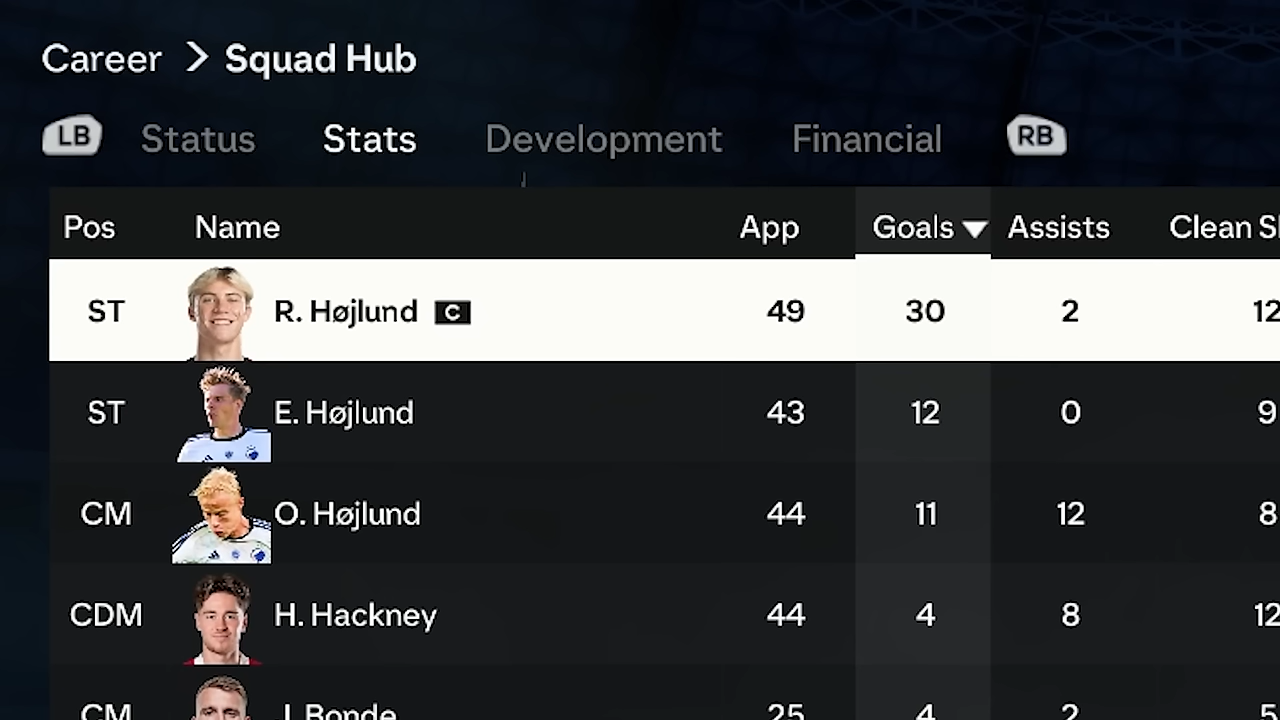 Career > Squad Hub
LB Status Stats Development Financial RB
Pos Name App Goals Assists Clean
ST R. Højlund C 49 30 2 12
ST E. Højlund 43 12 0 9
CM O. Højlund 44 11 12 8
CDM H. Hackney 44 4 8 12
CM J. Bonde 25 4 2 5